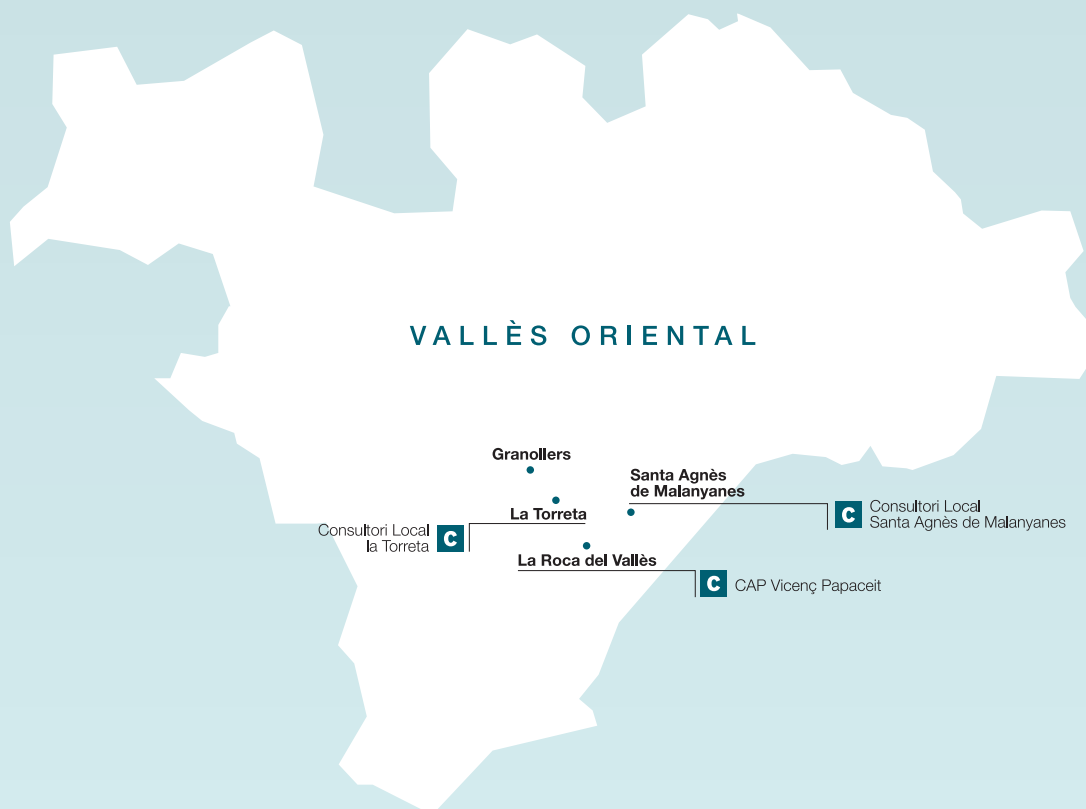 VALLÈS ORIENTAL
Granollers
Santa Agnès
de Malanyanes
C
Consultori Local
Santa Agnès de Malanyanes
La Torreta
Consultori Local
la Torreta
C
La Roca del Vallès
C
CAP Vicenç Papaceit